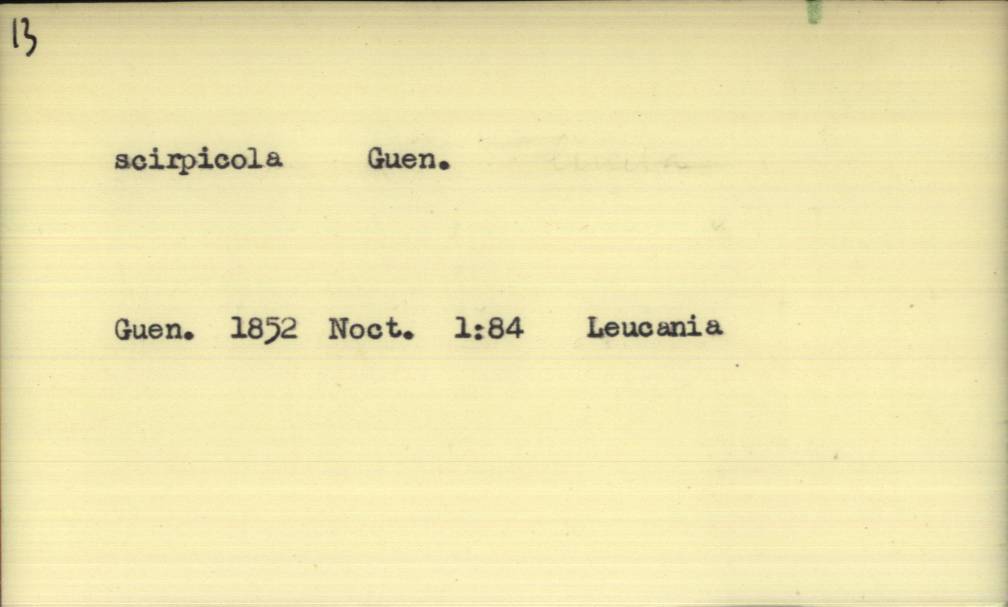 13
scirpicola Guen.
Guen. 1852 Noct. 1:84 Leucania